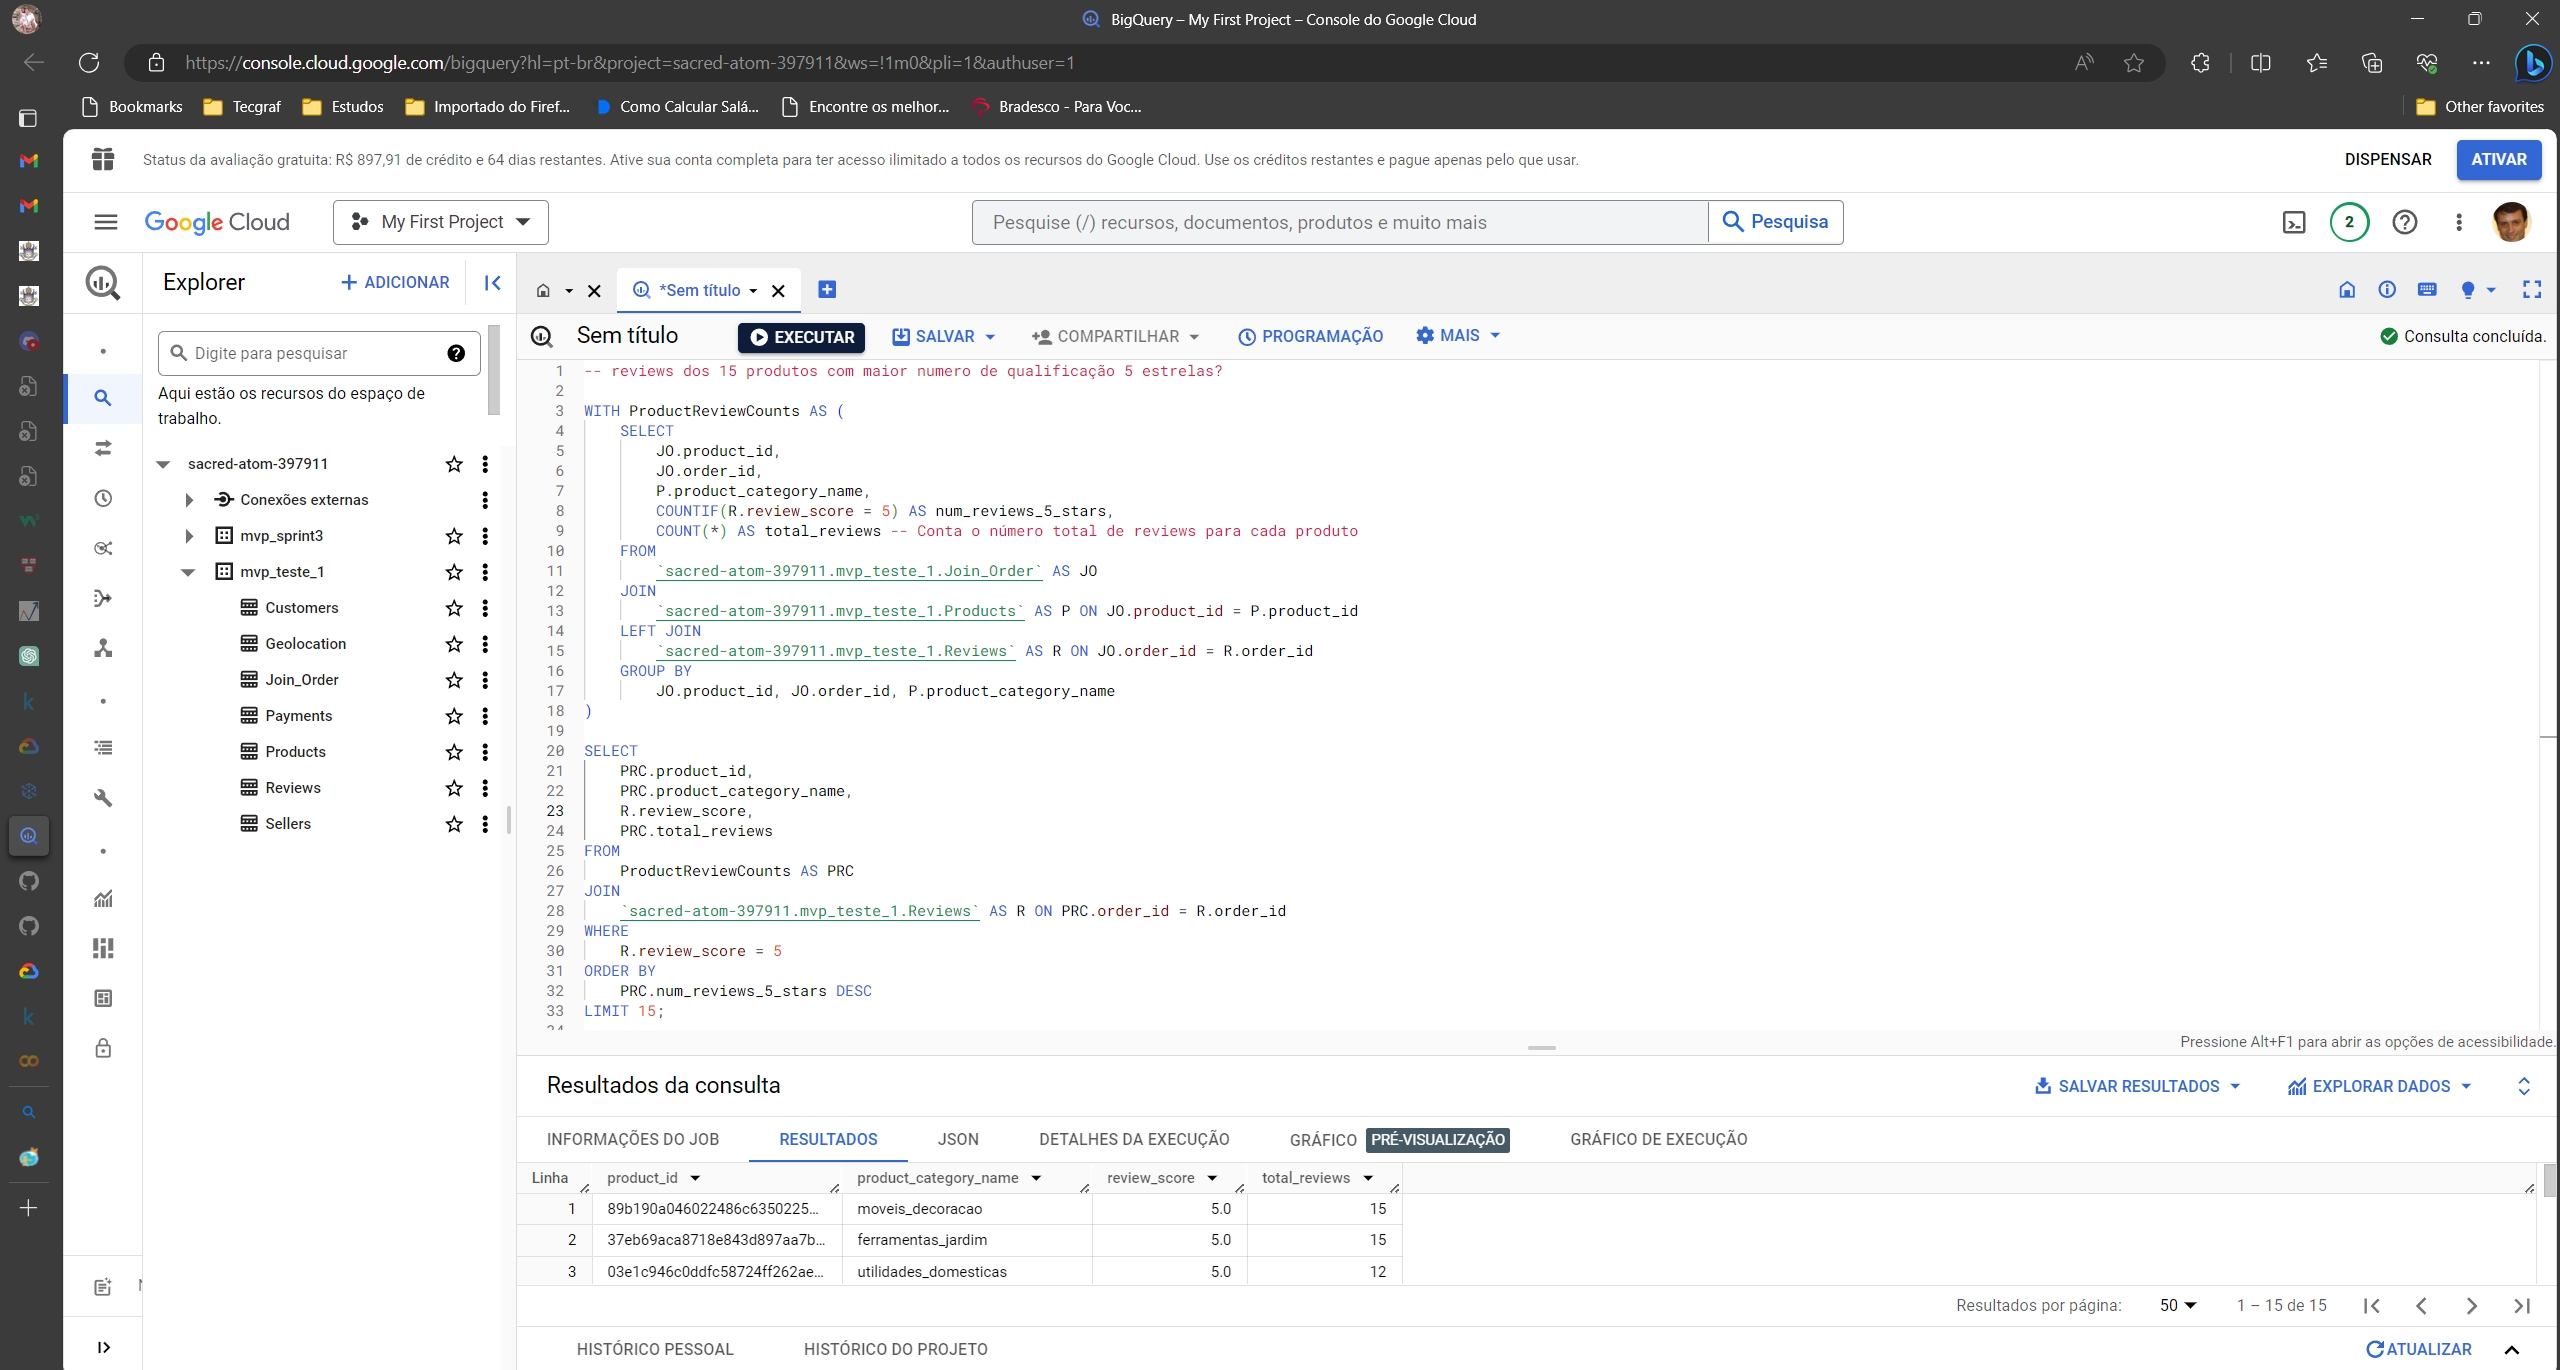 BigQuery – My First Project – Console do Google Cloud
https://console.cloud.google.com/bigquery?hl=pt-br&project=sacred-atom-397911&ws=!1m0&pli=1&authuser=1
Bookmarks Tecgraf Estudos Importado do Firef... Como Calcular Salá... Encontre os melhor... Bradesco - Para Voc... Other favorites
Status da avaliação gratuita: R$ 897,91 de crédito e 64 dias restantes. Ative sua conta completa para ter acesso ilimitado a todos os recursos do Google Cloud. Use os créditos restantes e pague apenas pelo que usar. DISPENSAR ATIVAR
Google Cloud My First Project Pesquise (/) recursos, documentos, produtos e muito mais Pesquisa 2
Explorer + ADICIONAR
*Sem título
Sem título EXECUTAR SALVAR COMPARTILHAR PROGRAMAÇÃO MAIS Consulta concluída.
Digite para pesquisar
Aqui estão os recursos do espaço de
trabalho.
sacred-atom-397911
Conexões externas
mvp_sprint3
mvp_teste_1
Customers
Geolocation
Join_Order
Payments
Products
Reviews
Sellers
1 -- reviews dos 15 produtos com maior numero de qualificação 5 estrelas?
2
3 WITH ProductReviewCounts AS (
4 SELECT
5 JO.product_id,
6 JO.order_id,
7 P.product_category_name,
8 COUNTIF(R.review_score = 5) AS num_reviews_5_stars,
9 COUNT(*) AS total_reviews -- Conta o número total de reviews para cada produto
10 FROM
11 `sacred-atom-397911.mvp_teste_1.Join_Order` AS JO
12 JOIN
13 `sacred-atom-397911.mvp_teste_1.Products` AS P ON JO.product_id = P.product_id
14 LEFT JOIN
15 `sacred-atom-397911.mvp_teste_1.Reviews` AS R ON JO.order_id = R.order_id
16 GROUP BY
17 JO.product_id, JO.order_id, P.product_category_name
18 )
19
20 SELECT
21 PRC.product_id,
22 PRC.product_category_name,
23 R.review_score,
24 PRC.total_reviews
25 FROM
26 ProductReviewCounts AS PRC
27 JOIN
28 `sacred-atom-397911.mvp_teste_1.Reviews` AS R ON PRC.order_id = R.order_id
29 WHERE
30 R.review_score = 5
31 ORDER BY
32 PRC.num_reviews_5_stars DESC
33 LIMIT 15;
Pressione Alt+F1 para abrir as opções de acessibilidade.
Resultados da consulta SALVAR RESULTADOS EXPLORAR DADOS
INFORMAÇÕES DO JOB RESULTADOS JSON DETALHES DA EXECUÇÃO GRÁFICO PRÉ-VISUALIZAÇÃO GRÁFICO DE EXECUÇÃO
Linha product_id product_category_name review_score total_reviews
1 89b190a046022486c6350225... moveis_decoracao 5.0 15
2 37eb69aca8718e843d897aa7b... ferramentas_jardim 5.0 15
3 03e1c946c0ddfc58724ff262ae... utilidades_domesticas 5.0 12
Resultados por página: 50 1 – 15 de 15
HISTÓRICO PESSOAL HISTÓRICO DO PROJETO ATUALIZAR